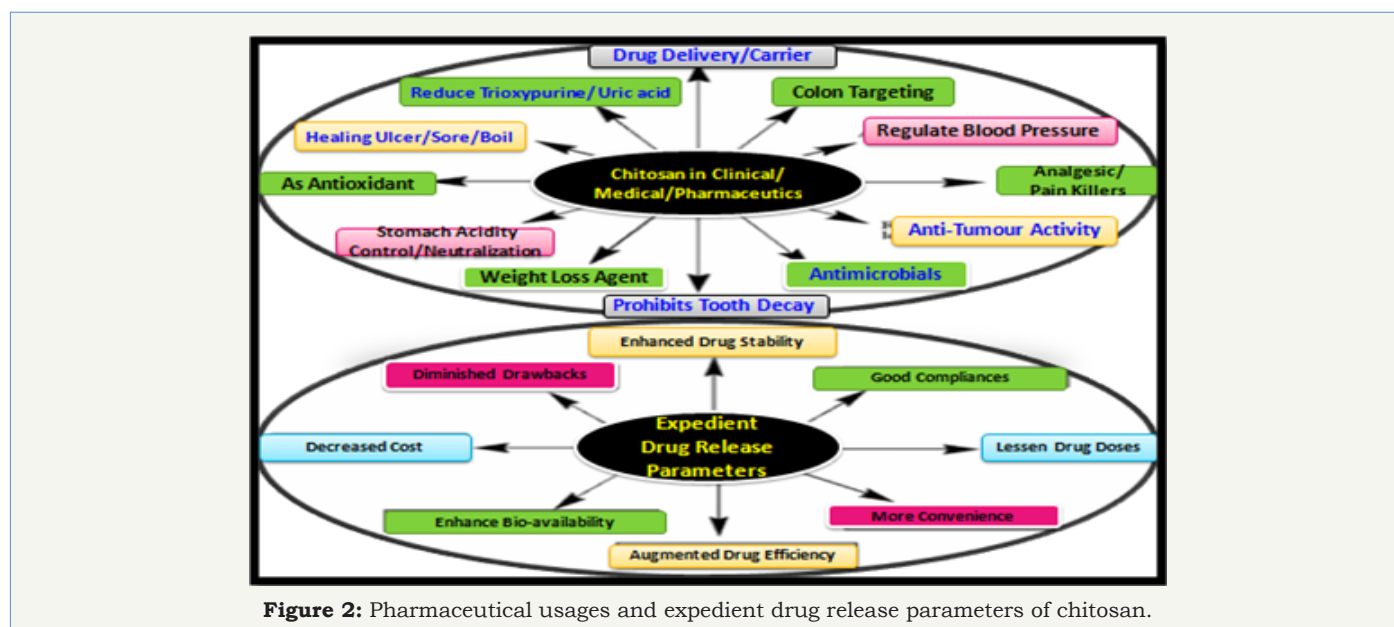 Drug Delivery/Carrier
Reduce Trioxypurine/Uric acid
Colon Targeting
Healing Ulcer/Sore/Boil
Regulate Blood Pressure
Chitosan in Clinical/
Medical/Pharmaceutics
As Antioxidant
Analgesic/
Pain Killers
Stomach Acidity
Control/Neutralization
Anti-Tumour Activity
Weight Loss Agent
Antimicrobials
Prohibits Tooth Decay
Enhanced Drug Stability
Diminished Drawbacks
Good Compliances
Expedient
Drug Release
Parameters
Decreased Cost
Lessen Drug Doses
Enhance Bio-availability
More Convenience
Augmented Drug Efficiency
Figure 2: Pharmaceutical usages and expedient drug release parameters of chitosan.